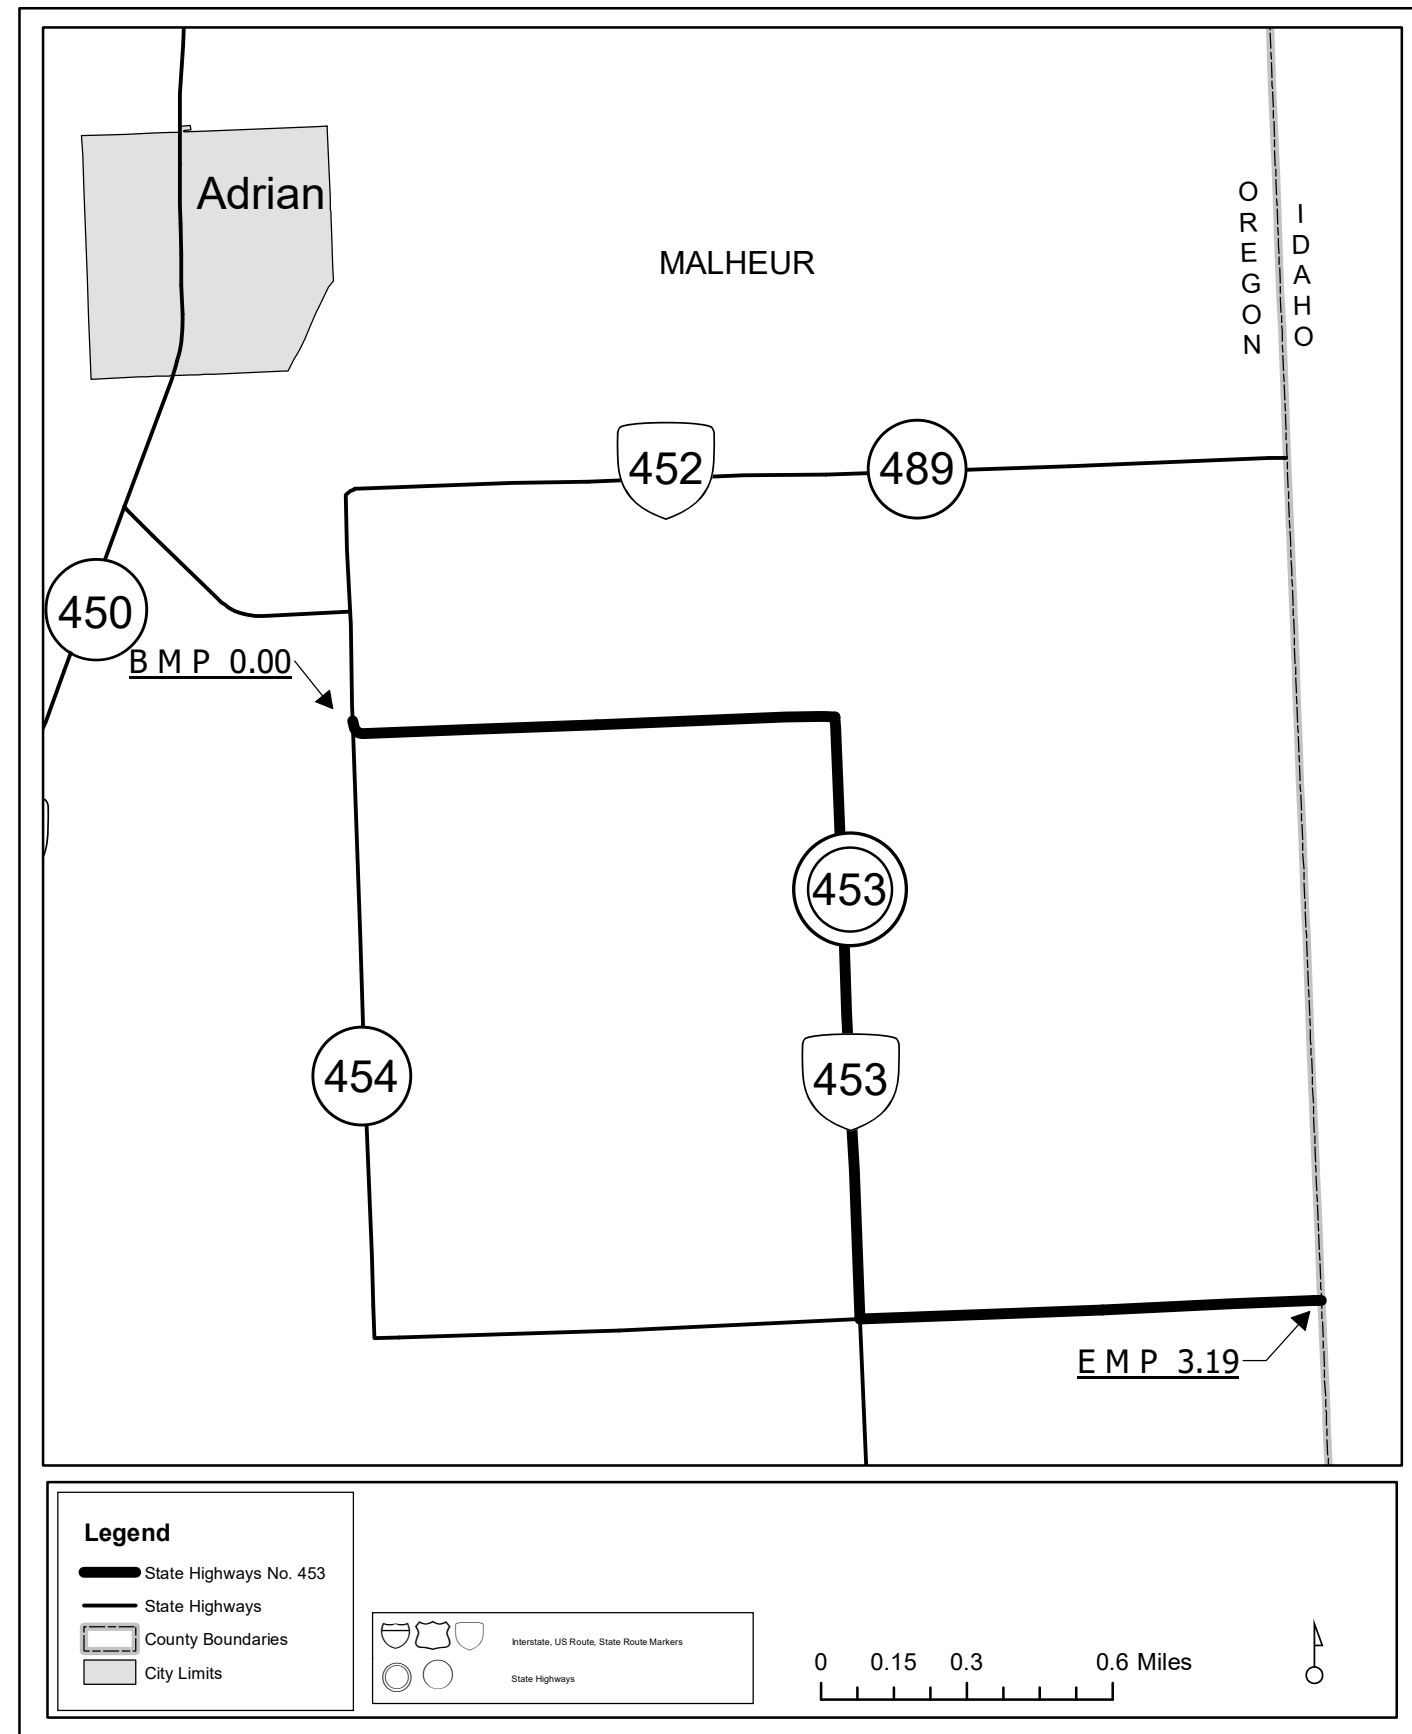 Adrian
MALHEUR
OREGON
IDAHO
452
489
450
B M P 0.00
453
454
453
E M P 3.19
Legend
State Highways No. 453
State Highways
County Boundaries
City Limits
Interstate, US Route, State Route Markers
State Highways
0 0.15 0.3 0.6 Miles